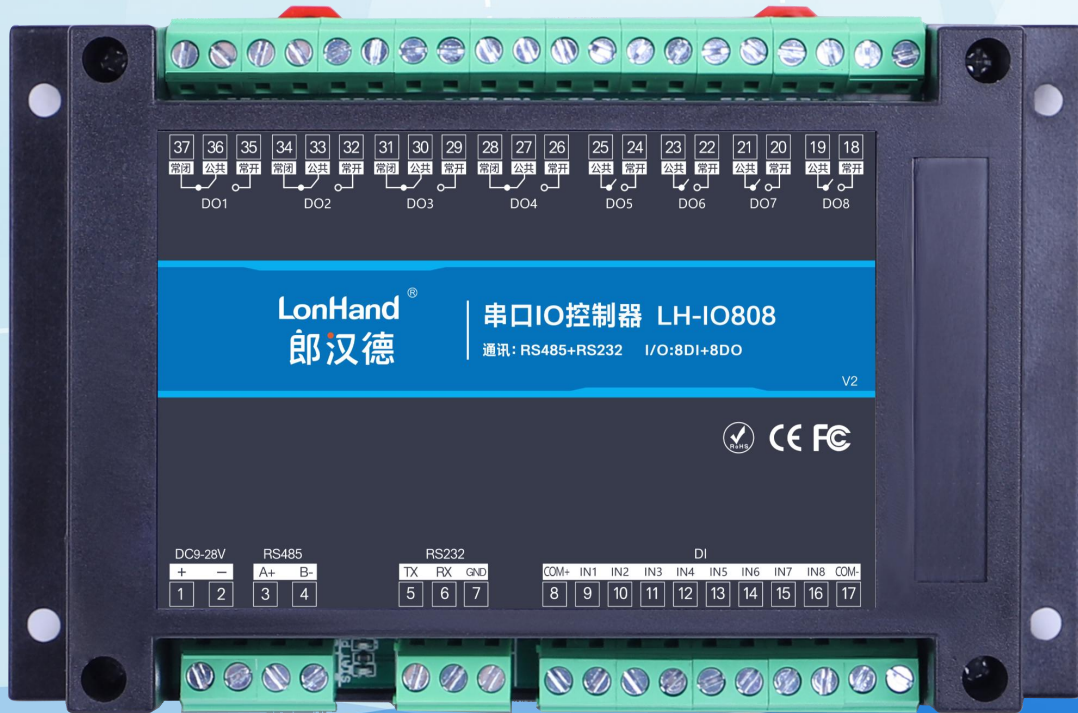 37 36 35 34 33 32 31 30 29 28 27 26 25 24 23 22 21 20 19 18
常闭 公共 常开 常闭 公共 常开 常闭 公共 常开 常闭 公共 常开 公共 常开 公共 常开 公共 常开 公共 常开
DO1 DO2 DO3 DO4 DO5 DO6 DO7 DO8
LonHand ®
郎汉德
串口IO控制器 LH-IO808
通讯: RS485+RS232 I/O:8DI+8DO
V2
RoHS CE FC
DC9-28V RS485 RS232 DI
+ − A+ B- TX RX GND COM+ IN1 IN2 IN3 IN4 IN5 IN6 IN7 IN8 COM-
1 2 3 4 5 6 7 8 9 10 11 12 13 14 15 16 17